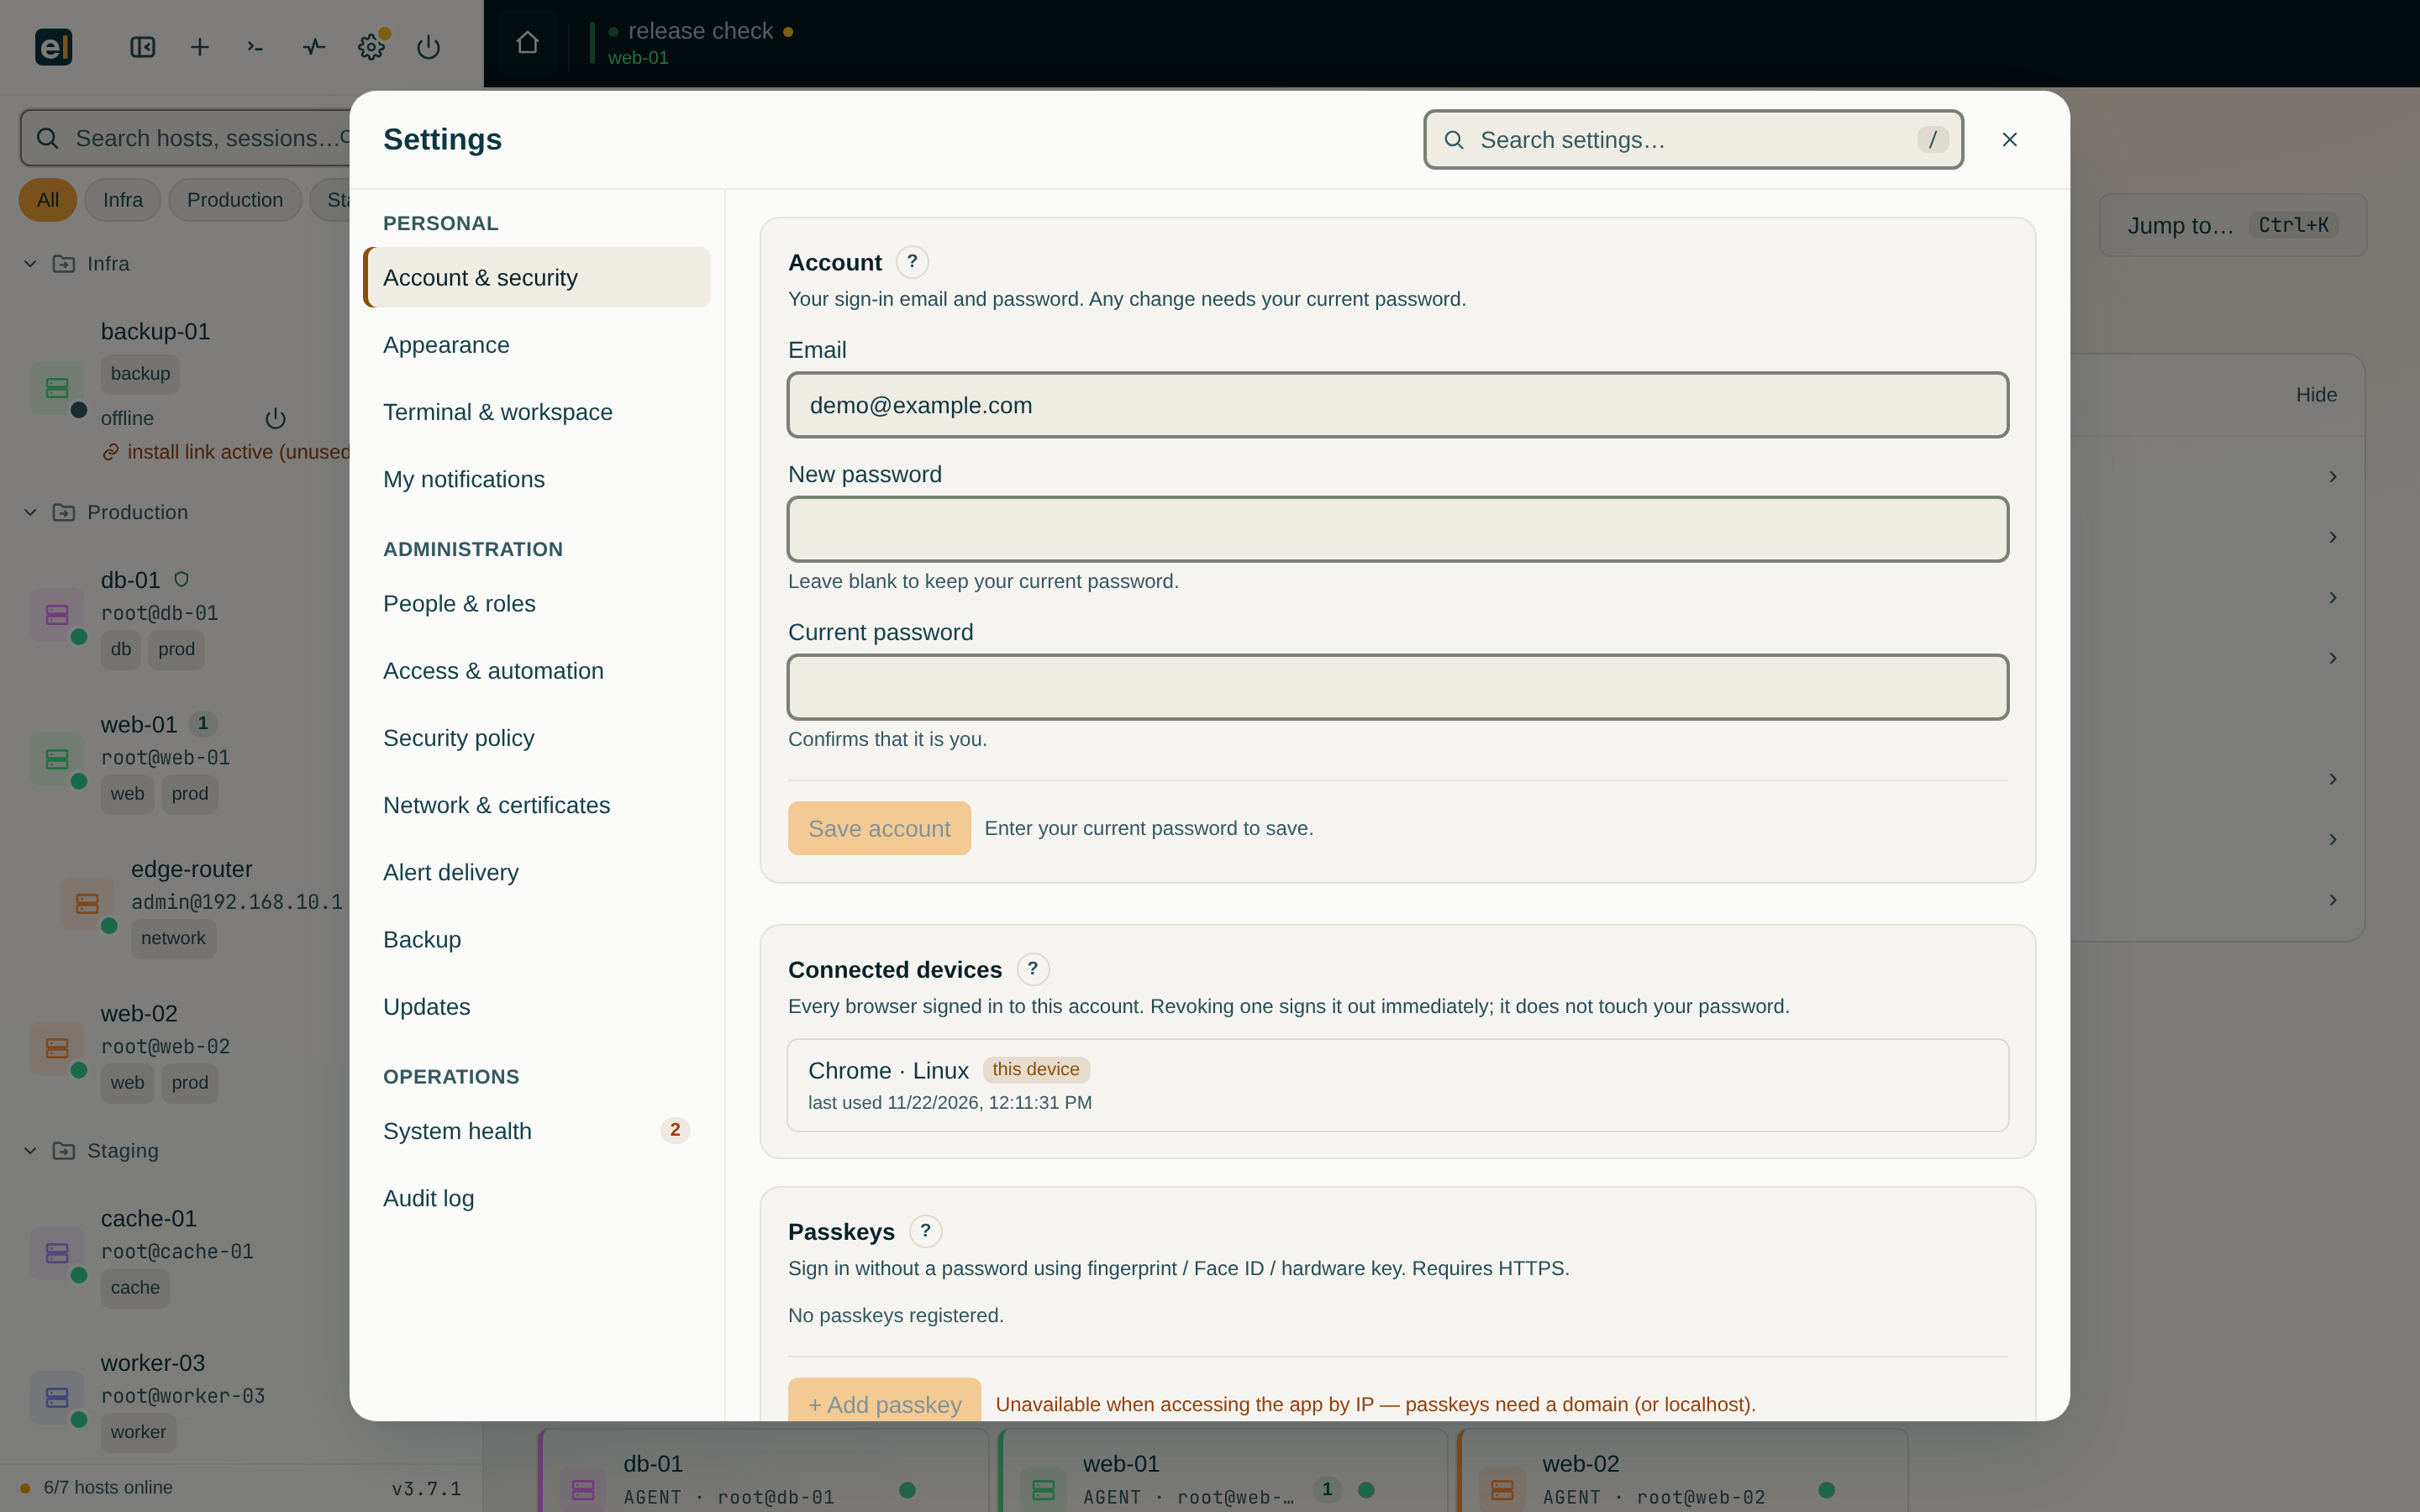 el
release check
web-01
Search hosts, sessions…
All
Infra
Production
Infra
backup-01
backup
offline
install link active (unused
Production
db-01
root@db-01
db
prod
web-01
1
root@web-01
web
prod
edge-router
admin@192.168.10.1
network
web-02
root@web-02
web
prod
Staging
cache-01
root@cache-01
cache
worker-03
root@worker-03
worker
6/7 hosts online
v3.7.1
Settings
Search settings…
/
PERSONAL
Account & security
Appearance
Terminal & workspace
My notifications
ADMINISTRATION
People & roles
Access & automation
Security policy
Network & certificates
Alert delivery
Backup
Updates
OPERATIONS
System health
2
Audit log
Account
?
Your sign-in email and password. Any change needs your current password.
Email
demo@example.com
New password
Leave blank to keep your current password.
Current password
Confirms that it is you.
Save account
Enter your current password to save.
Connected devices
?
Every browser signed in to this account. Revoking one signs it out immediately; it does not touch your password.
Chrome · Linux
this device
last used 11/22/2026, 12:11:31 PM
Passkeys
?
Sign in without a password using fingerprint / Face ID / hardware key. Requires HTTPS.
No passkeys registered.
+ Add passkey
Unavailable when accessing the app by IP — passkeys need a domain (or localhost).
Jump to…
Ctrl+K
Hide
db-01
AGENT · root@db-01
web-01
AGENT · root@web-…
1
web-02
AGENT · root@web-02